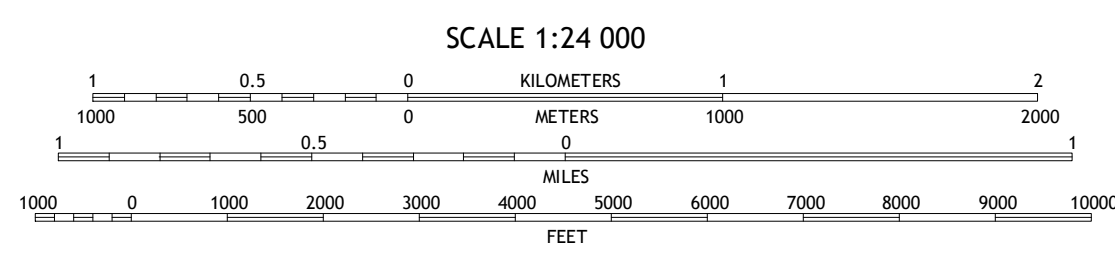 SCALE 1:24 000
1 0.5 0 KILOMETERS 1 2
1000 500 0 METERS 1000 2000
1 0.5 0 1
MILES
1000 0 1000 2000 3000 4000 5000 6000 7000 8000 9000 10000
FEET